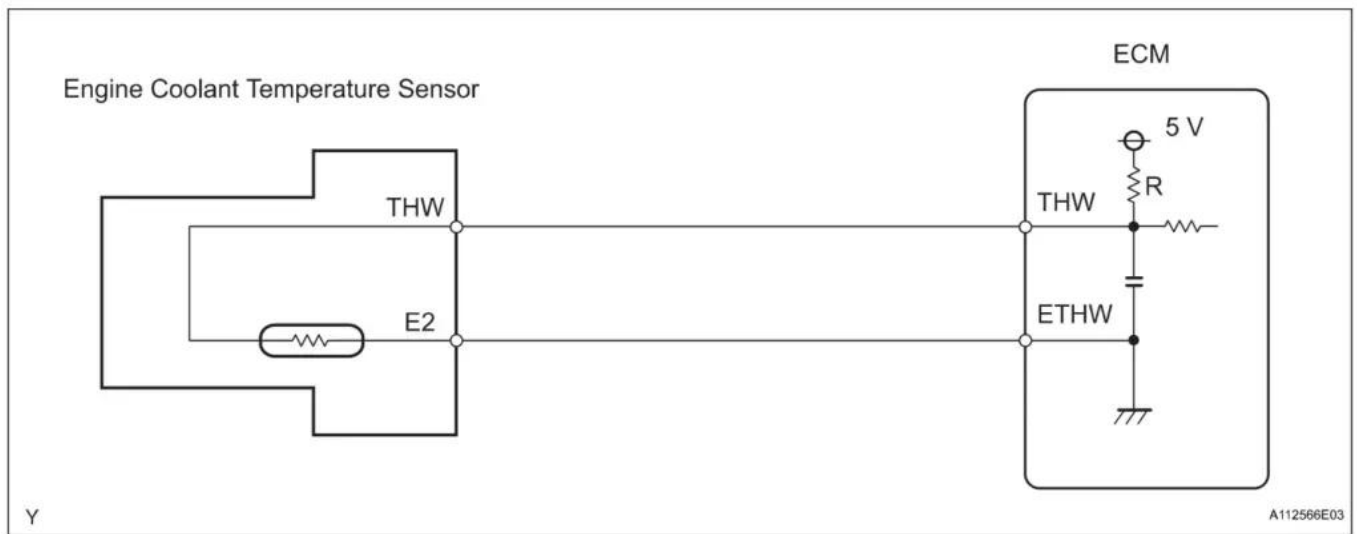 ECM
Engine Coolant Temperature Sensor
5 V
R
THW
THW
E2
ETHW
Y
A112566E03